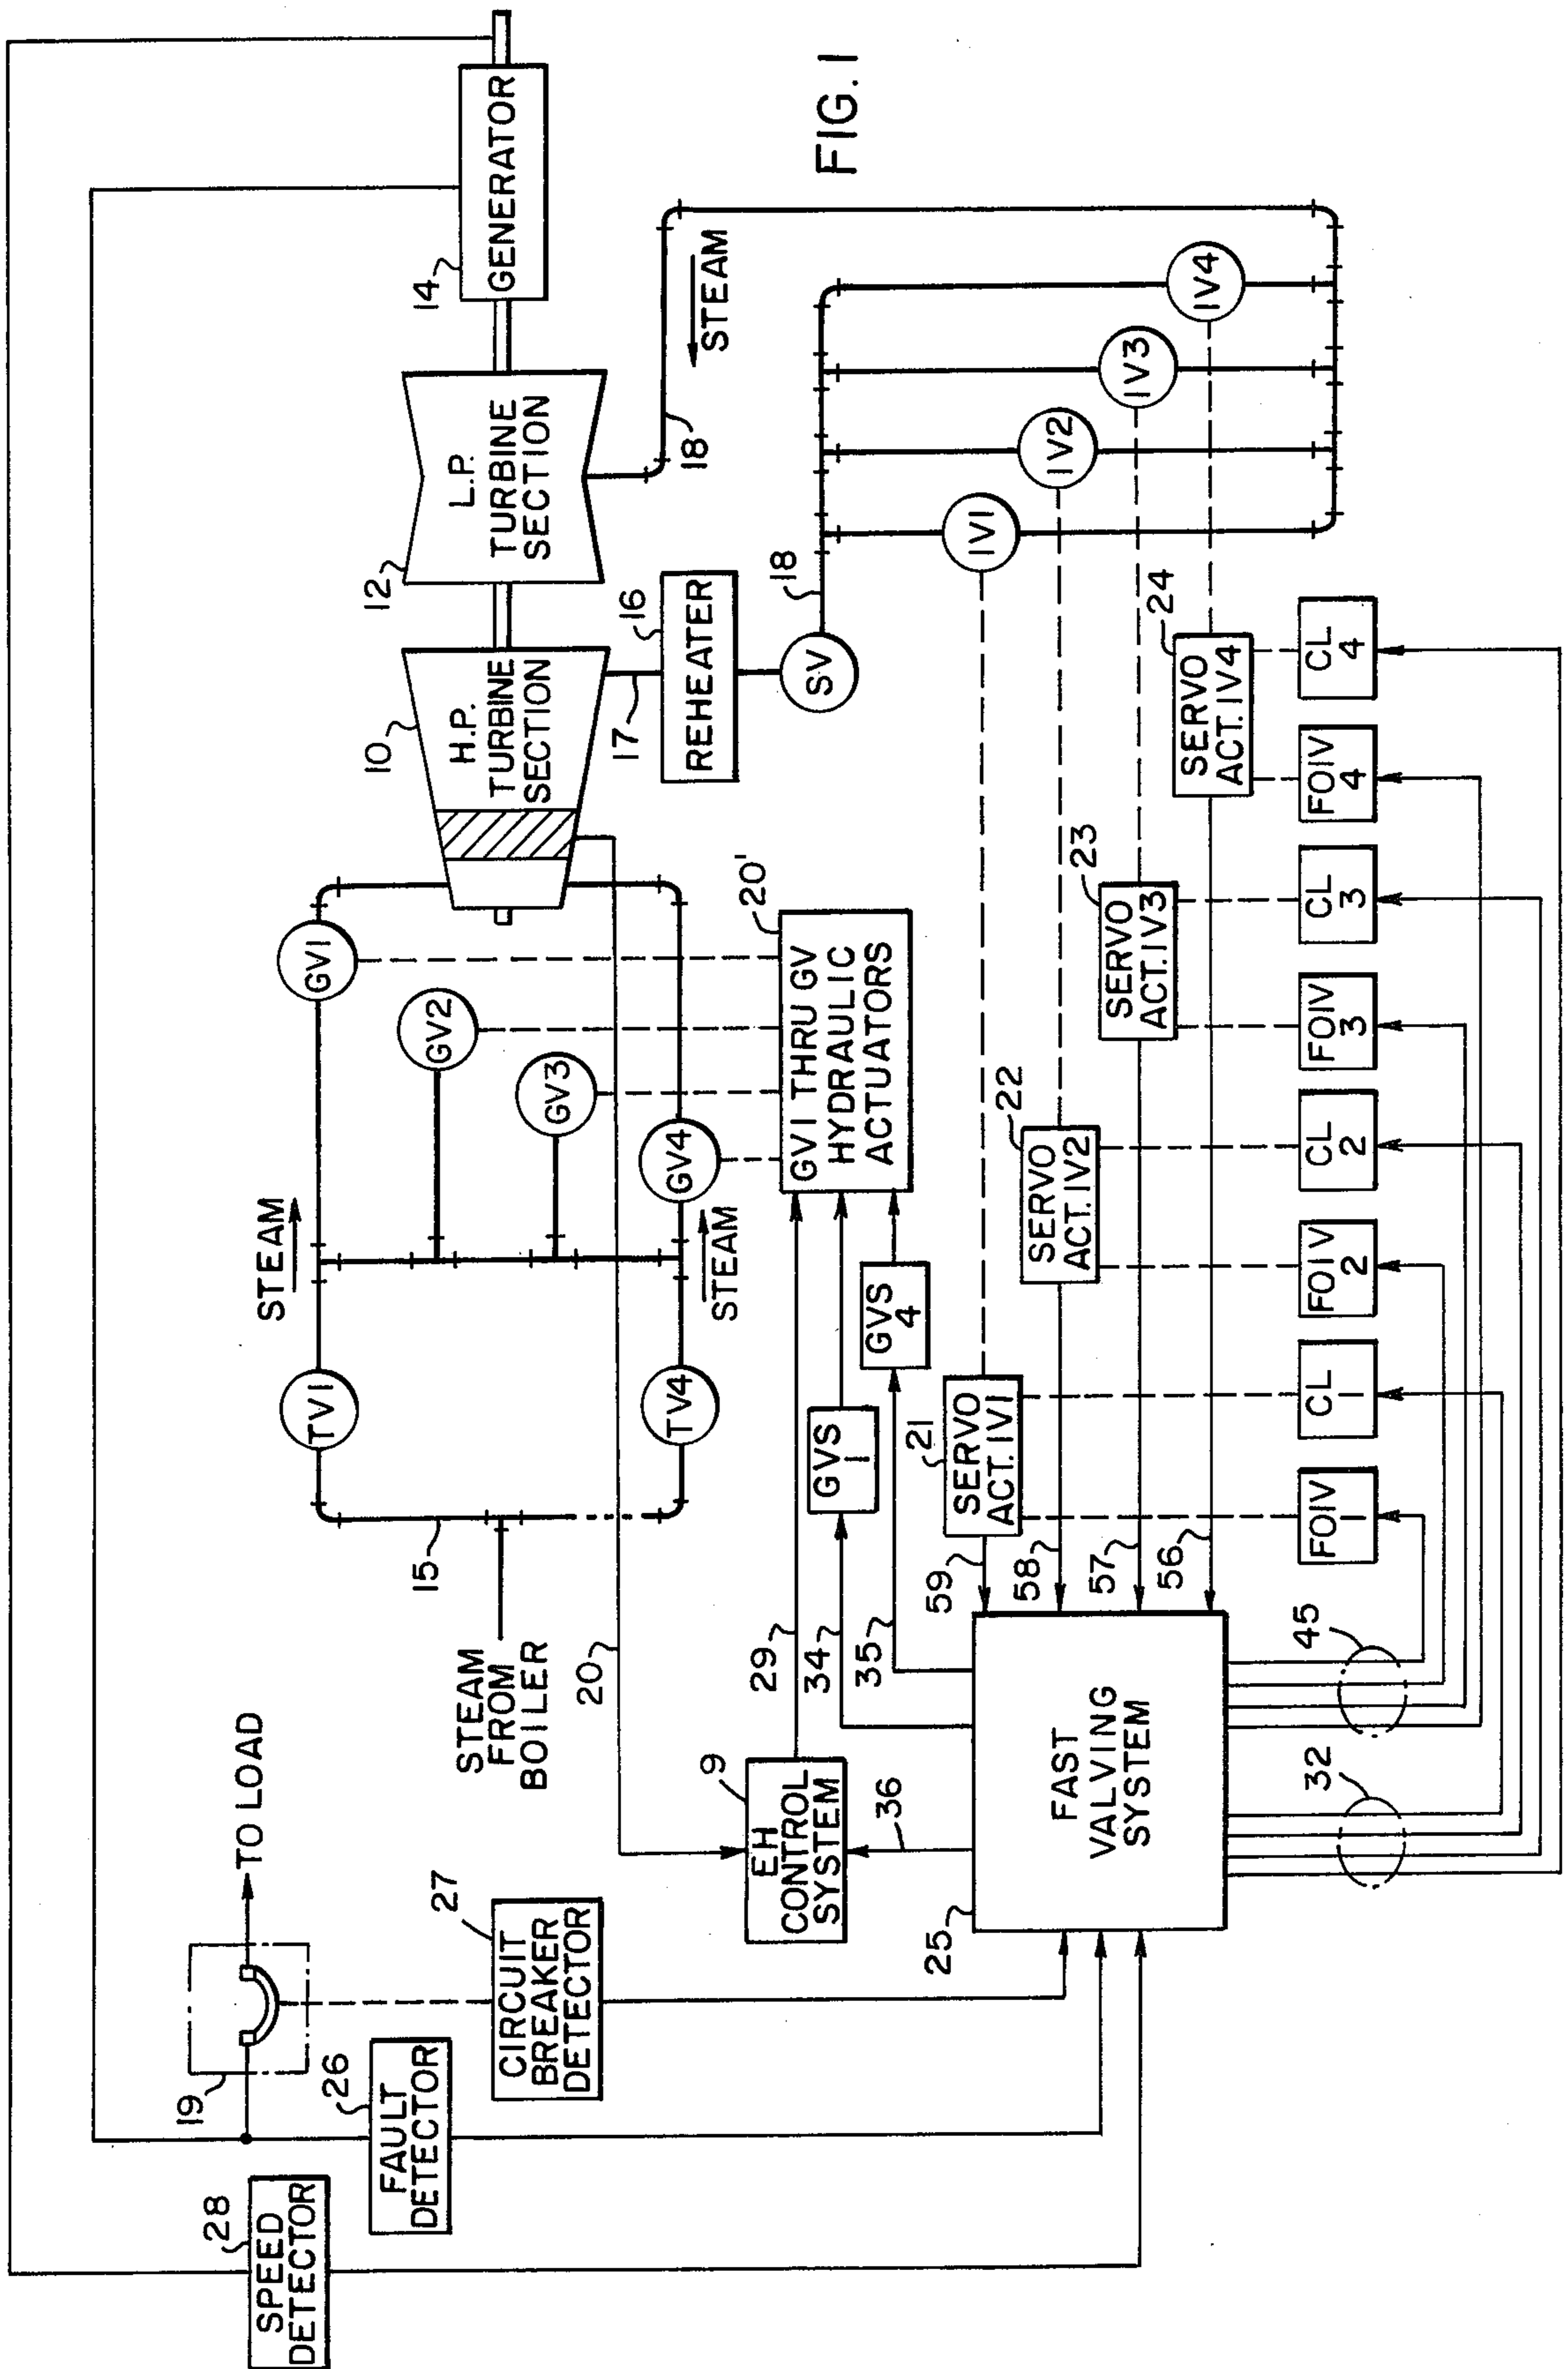 FIG. 1
28
SPEED
DETECTOR
26
FAULT
DETECTOR
19
TO LOAD
27
CIRCUIT
BREAKER
DETECTOR
STEAM
FROM
BOILER
15
TV1
TV4
STEAM
STEAM
GV1
GV2
GV3
GV4
10
H.P.
TURBINE
SECTION
12
L.P.
TURBINE
SECTION
14
GENERATOR
17
16
REHEATER
SV
18
18
STEAM
IV1
IV2
IV3
IV4
20
20'
GV1 THRU GV
HYDRAULIC
ACTUATORS
9
EH
CONTROL
SYSTEM
29
34
35
36
GVS
1
GVS
4
25
FAST
VALVING
SYSTEM
59
58
57
56
21
SERVO
ACT. IV1
22
SERVO
ACT. IV2
23
SERVO
ACT. IV3
24
SERVO
ACT. IV4
32
45
FOIV
1
CL
1
FOIV
2
CL
2
FOIV
3
CL
3
FOIV
4
CL
4